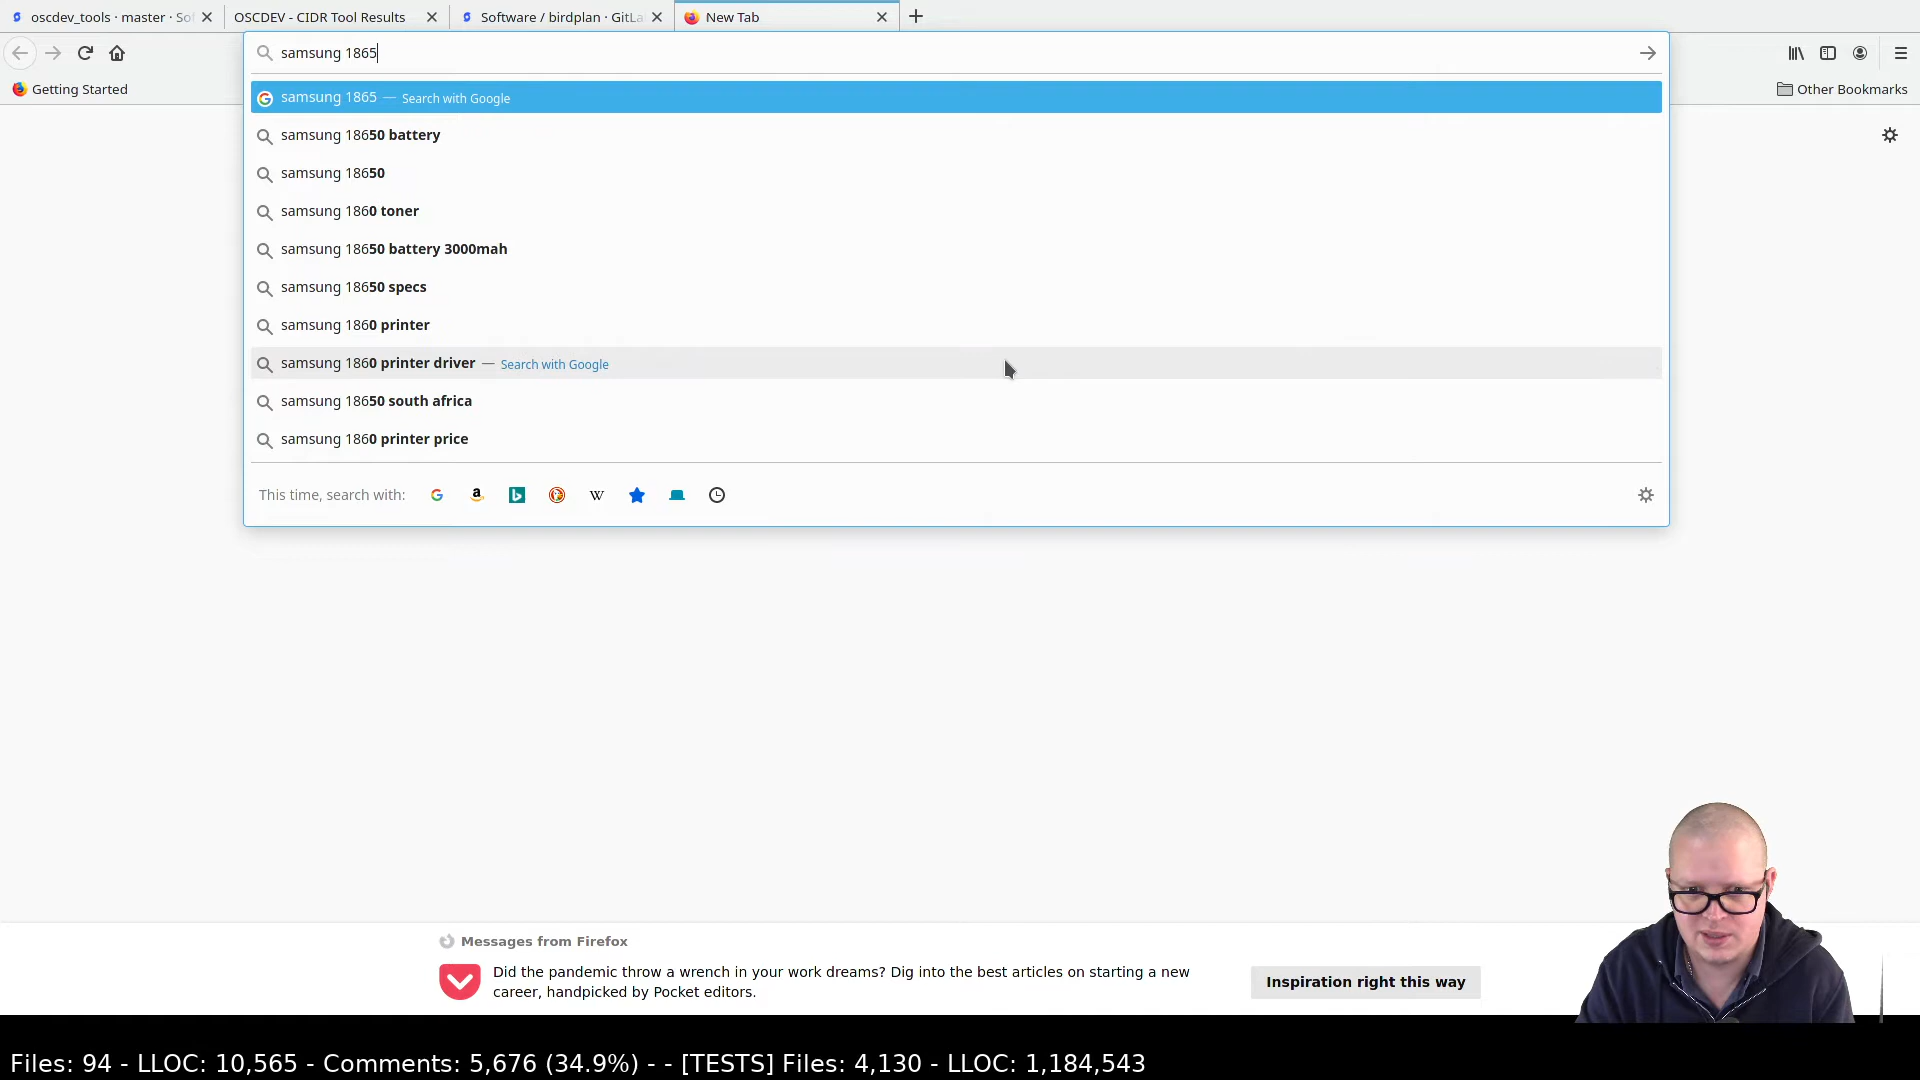 oscdev_tools · master · Sof
OSCDEV - CIDR Tool Results
Software / birdplan · GitLa
New Tab
samsung 1865
Getting Started
Other Bookmarks
samsung 1865 — Search with Google
samsung 18650 battery
samsung 18650
samsung 1860 toner
samsung 18650 battery 3000mah
samsung 18650 specs
samsung 1860 printer
samsung 1860 printer driver — Search with Google
samsung 18650 south africa
samsung 1860 printer price
This time, search with:
Messages from Firefox
Did the pandemic throw a wrench in your work dreams? Dig into the best articles on starting a new
career, handpicked by Pocket editors.
Inspiration right this way
Files: 94 - LLOC: 10,565 - Comments: 5,676 (34.9%) - - [TESTS] Files: 4,130 - LLOC: 1,184,543